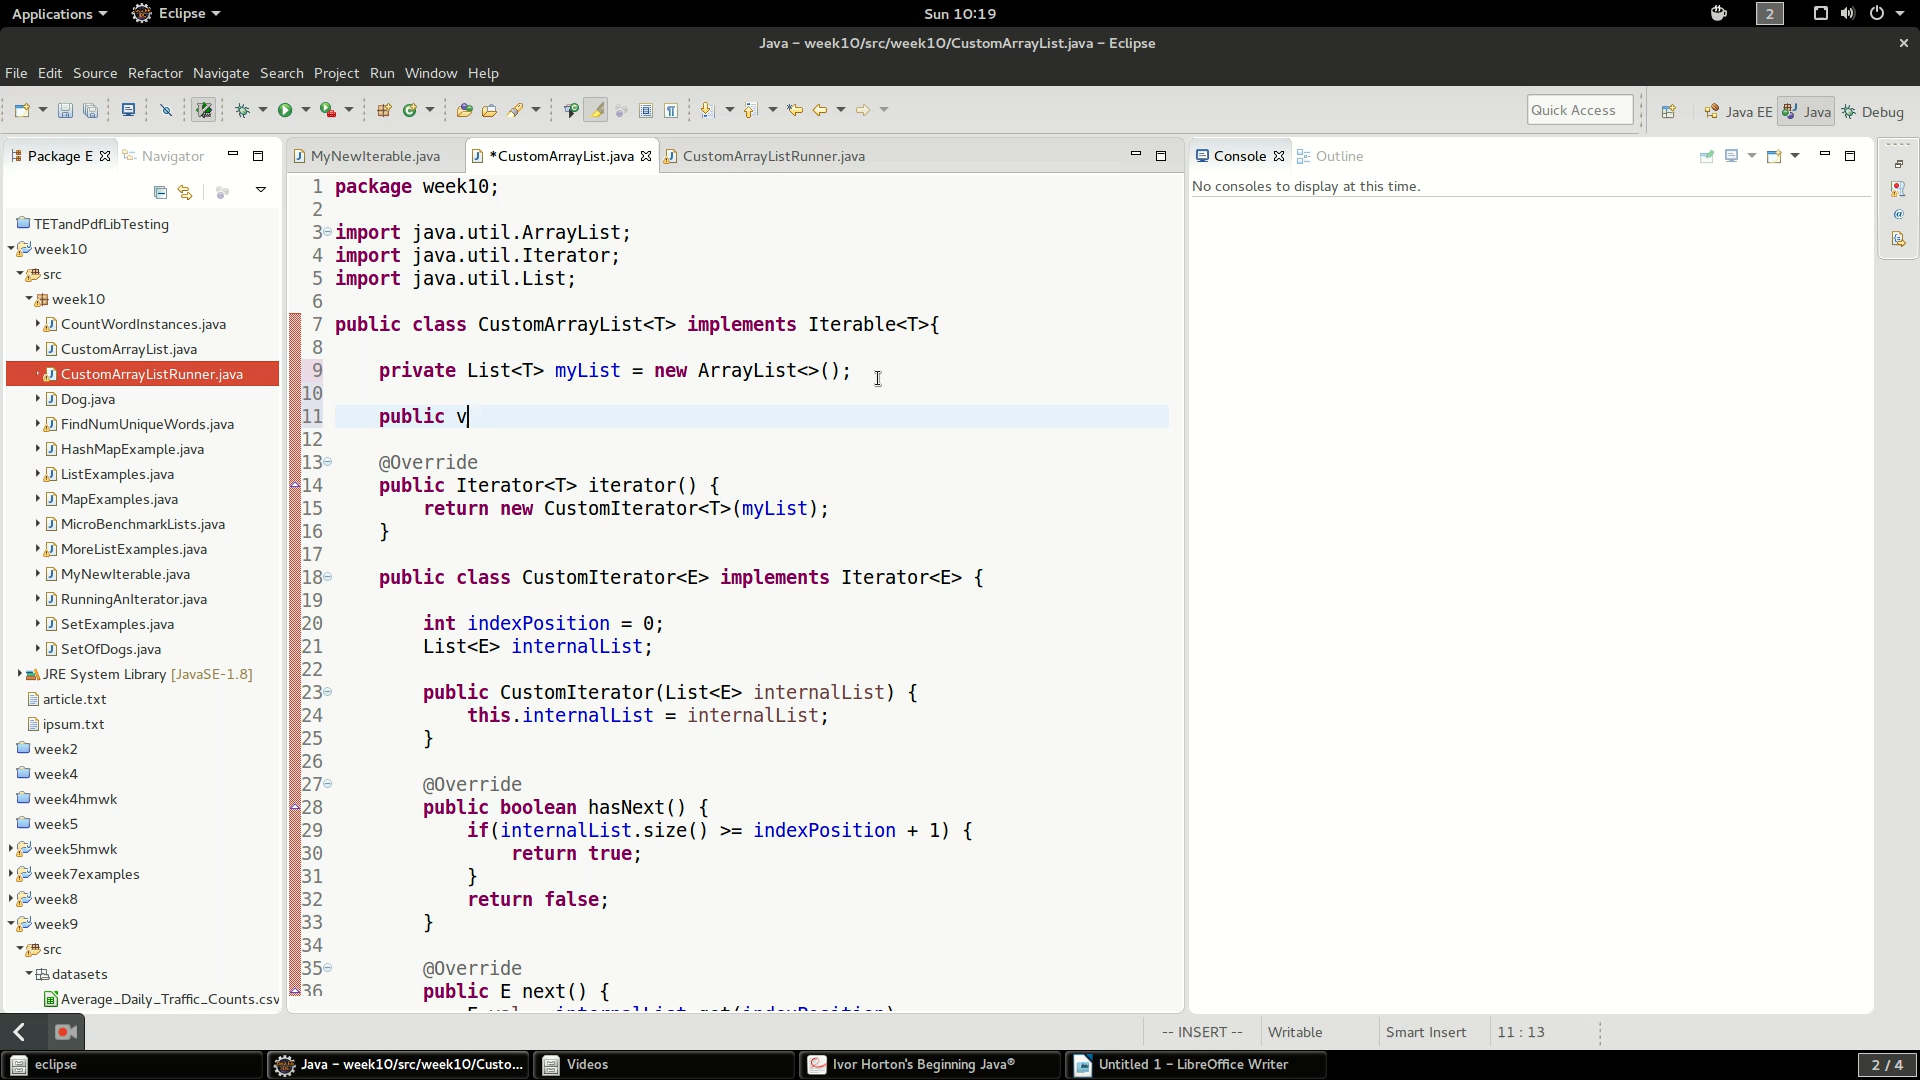 Applications Eclipse Sun 10:19 2
Java – week10/src/week10/CustomArrayList.java – Eclipse
File Edit Source Refactor Navigate Search Project Run Window Help
Quick Access Java EE Java Debug
Package E Navigator
MyNewIterable.java *CustomArrayList.java CustomArrayListRunner.java
Console Outline
No consoles to display at this time.
TETandPdfLibTesting
week10
src
week10
CountWordInstances.java
CustomArrayList.java
CustomArrayListRunner.java
Dog.java
FindNumUniqueWords.java
HashMapExample.java
ListExamples.java
MapExamples.java
MicroBenchmarkLists.java
MoreListExamples.java
MyNewIterable.java
RunningAnIterator.java
SetExamples.java
SetOfDogs.java
JRE System Library [JavaSE-1.8]
article.txt
ipsum.txt
week2
week4
week4hmwk
week5
week5hmwk
week7examples
week8
week9
src
datasets
Average_Daily_Traffic_Counts.csv
1 package week10;
2
3 import java.util.ArrayList;
4 import java.util.Iterator;
5 import java.util.List;
6
7 public class CustomArrayList<T> implements Iterable<T>{
8
9 private List<T> myList = new ArrayList<>();
10
11 public v
12
13 @Override
14 public Iterator<T> iterator() {
15 return new CustomIterator<T>(myList);
16 }
17
18 public class CustomIterator<E> implements Iterator<E> {
19
20 int indexPosition = 0;
21 List<E> internalList;
22
23 public CustomIterator(List<E> internalList) {
24 this.internalList = internalList;
25 }
26
27 @Override
28 public boolean hasNext() {
29 if(internalList.size() >= indexPosition + 1) {
30 return true;
31 }
32 return false;
33 }
34
35 @Override
36 public E next() {
-- INSERT -- Writable Smart Insert 11 : 13
eclipse Java – week10/src/week10/Custo... Videos Ivor Horton's Beginning Java® Untitled 1 – LibreOffice Writer 2 / 4